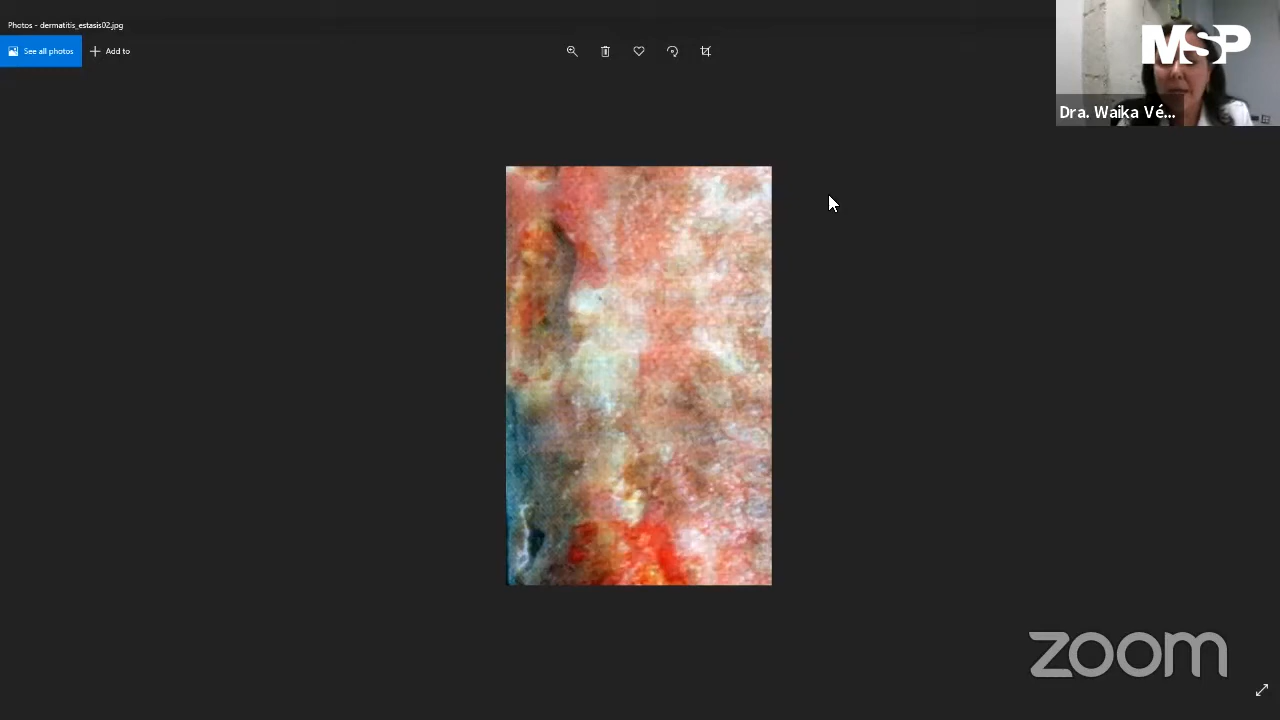 Photos - dermatitis_estasis02.jpg
See all photos
Add to
MSP
Dra. Waika Vé...
zoom